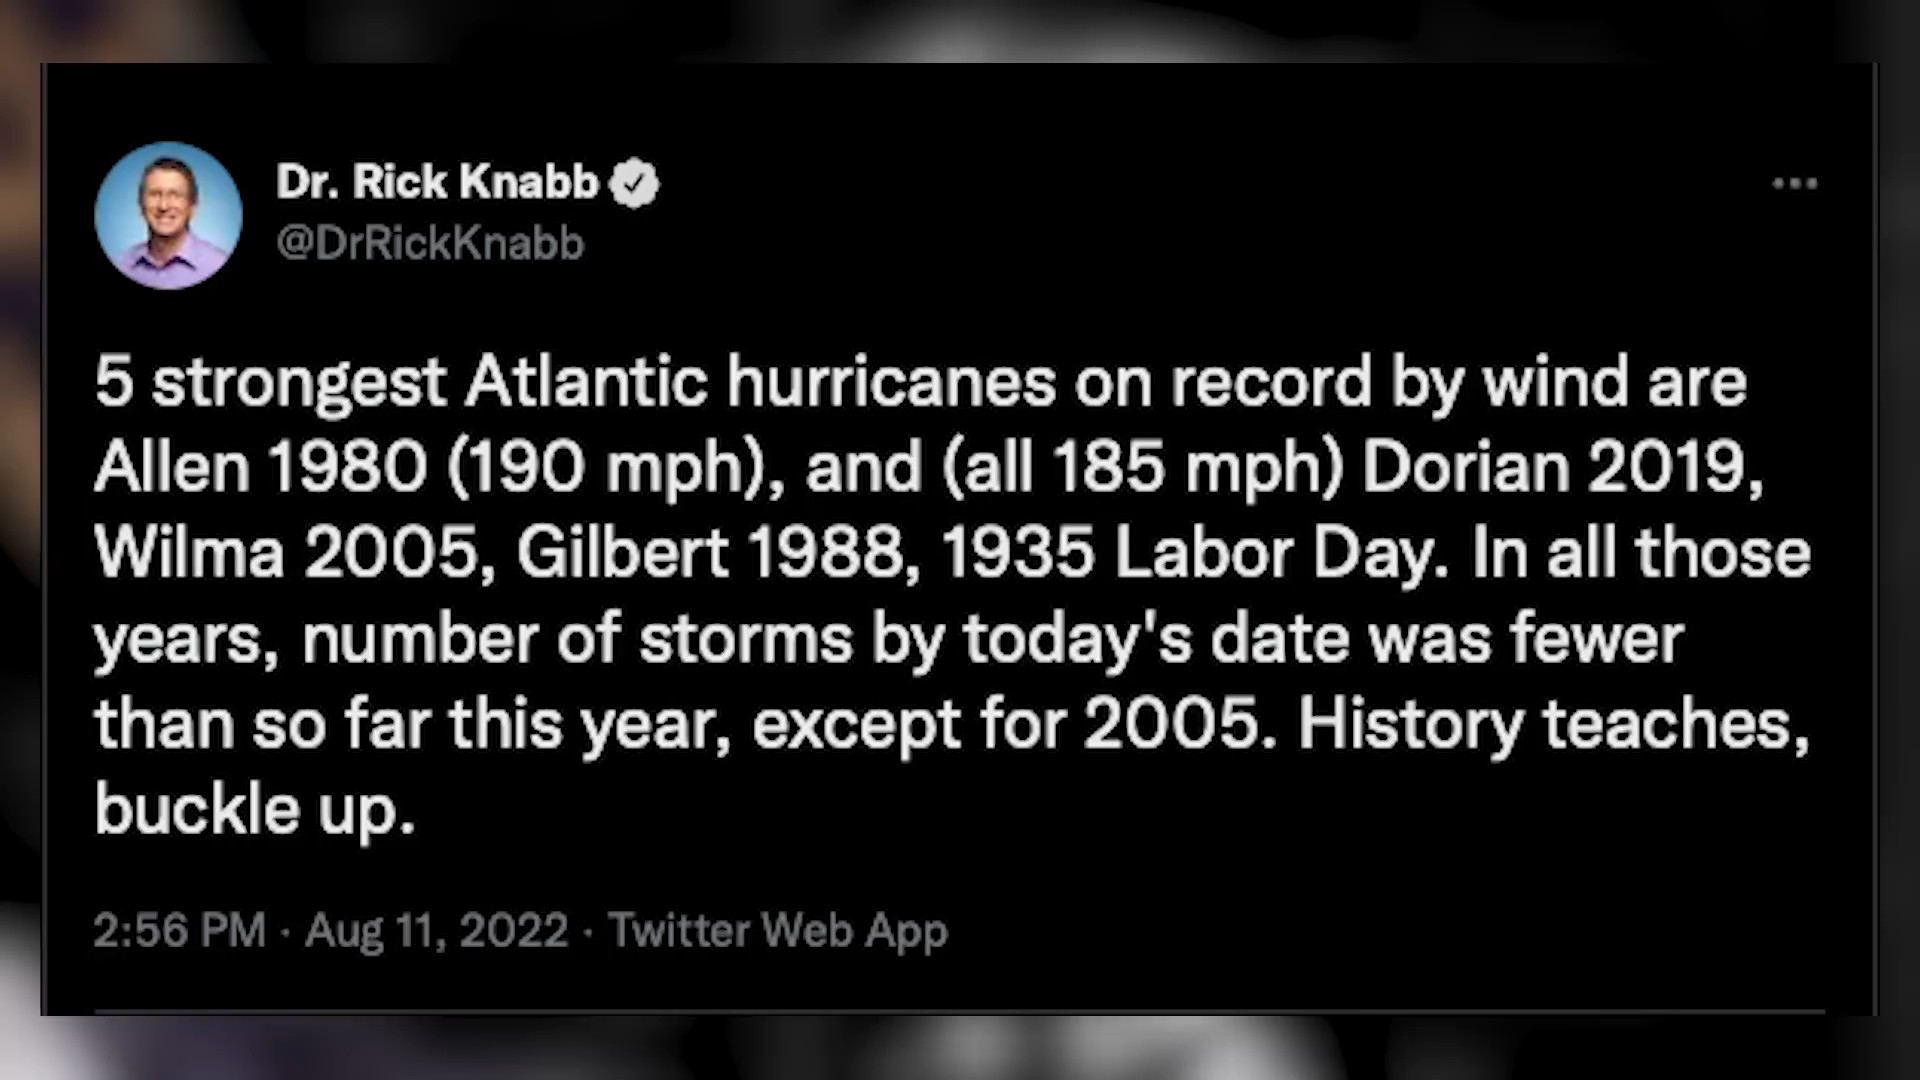 Dr. Rick Knabb
@DrRickKnabb
5 strongest Atlantic hurricanes on record by wind are
Allen 1980 (190 mph), and (all 185 mph) Dorian 2019,
Wilma 2005, Gilbert 1988, 1935 Labor Day. In all those
years, number of storms by today's date was fewer
than so far this year, except for 2005. History teaches,
buckle up.
2:56 PM · Aug 11, 2022 · Twitter Web App